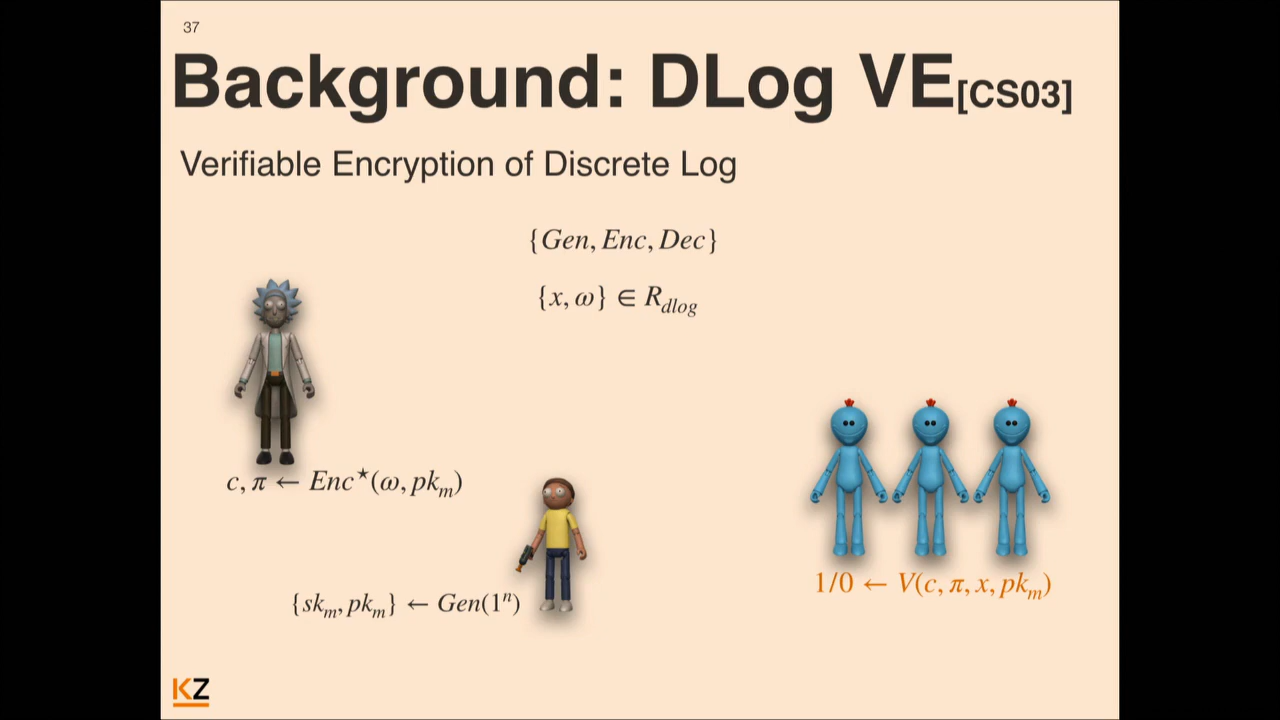 37
Background: DLog VE[CS03]
Verifiable Encryption of Discrete Log
{Gen, Enc, Dec}
{x, ω} ∈ R_dlog
c, π ← Enc*(ω, pk_m)
{sk_m, pk_m} ← Gen(1^n)
1/0 ← V(c, π, x, pk_m)
KZ